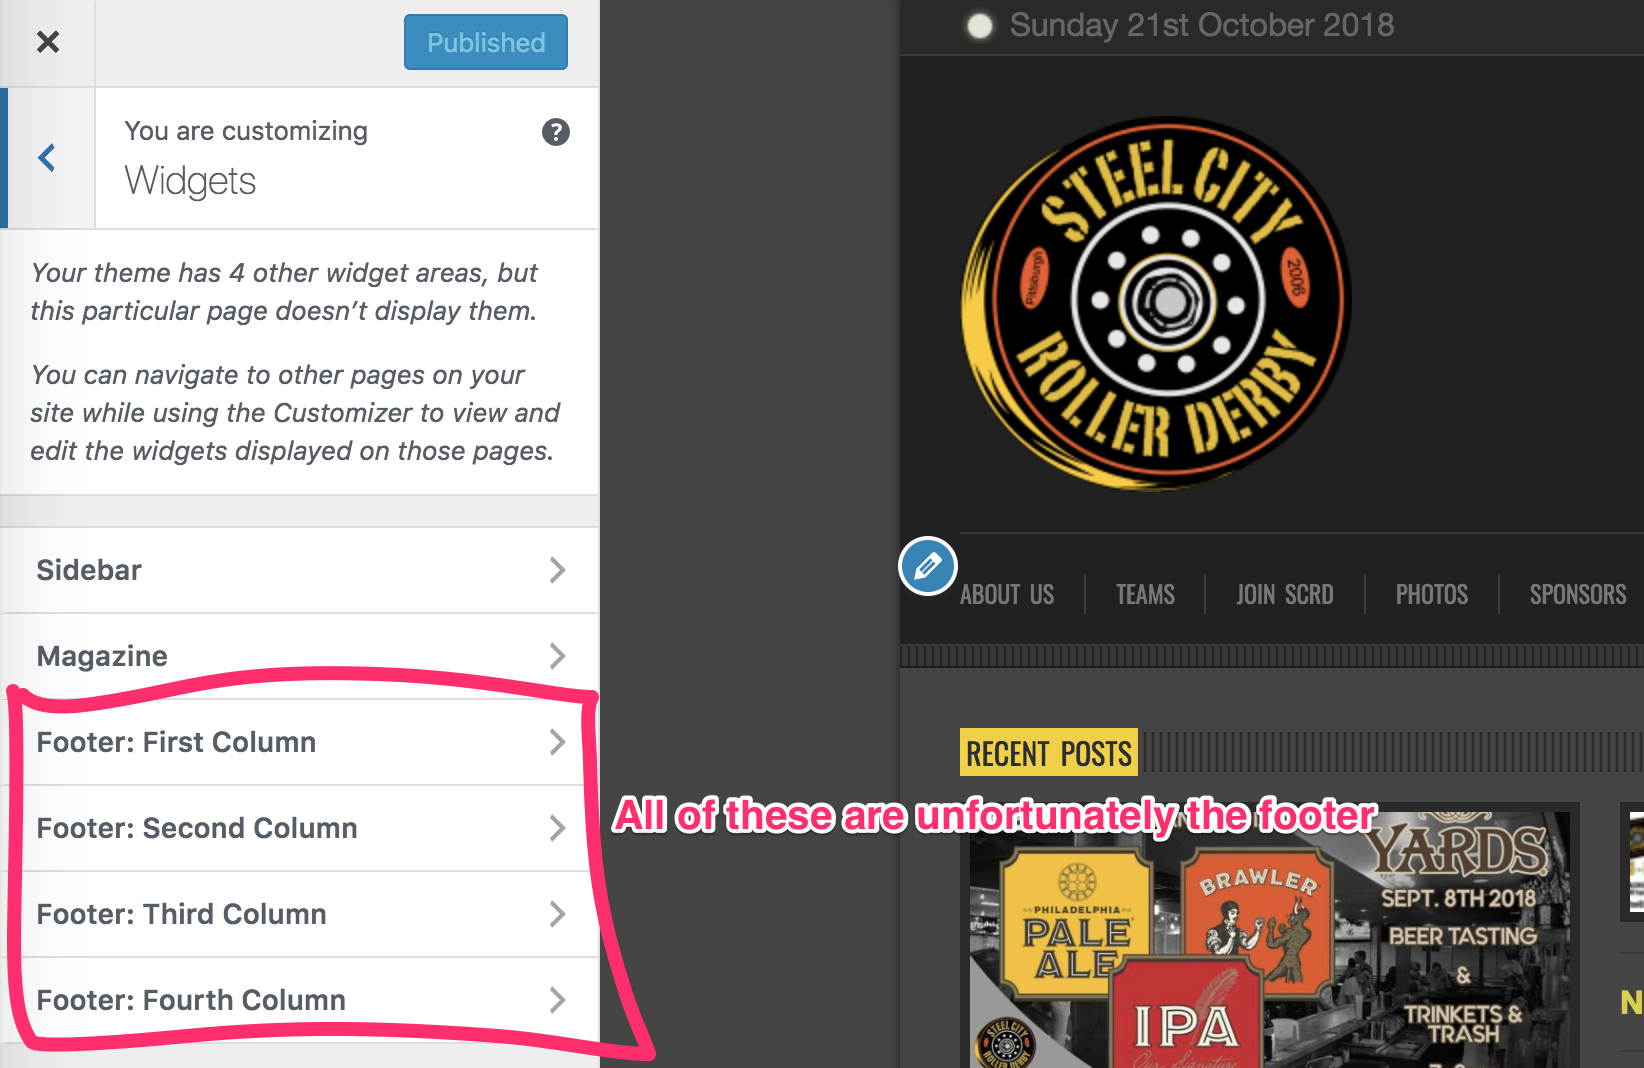 Published
You are customizing
Widgets
Your theme has 4 other widget areas, but
this particular page doesn’t display them.
You can navigate to other pages on your
site while using the Customizer to view and
edit the widgets displayed on those pages.
Sidebar
Magazine
Footer: First Column
Footer: Second Column
Footer: Third Column
Footer: Fourth Column
All of these are unfortunately the footer
Sunday 21st October 2018
STEEL CITY
Pittsburgh
2006
ROLLER DERBY
ABOUT US
TEAMS
JOIN SCRD
PHOTOS
SPONSORS
RECENT POSTS
YARDS
SEPT. 8TH 2018
BEER TASTING
&
TRINKETS &
TRASH
PHILADELPHIA
PALE
ALE
BRAWLER
IPA
Our Signature
STEEL CITY
N